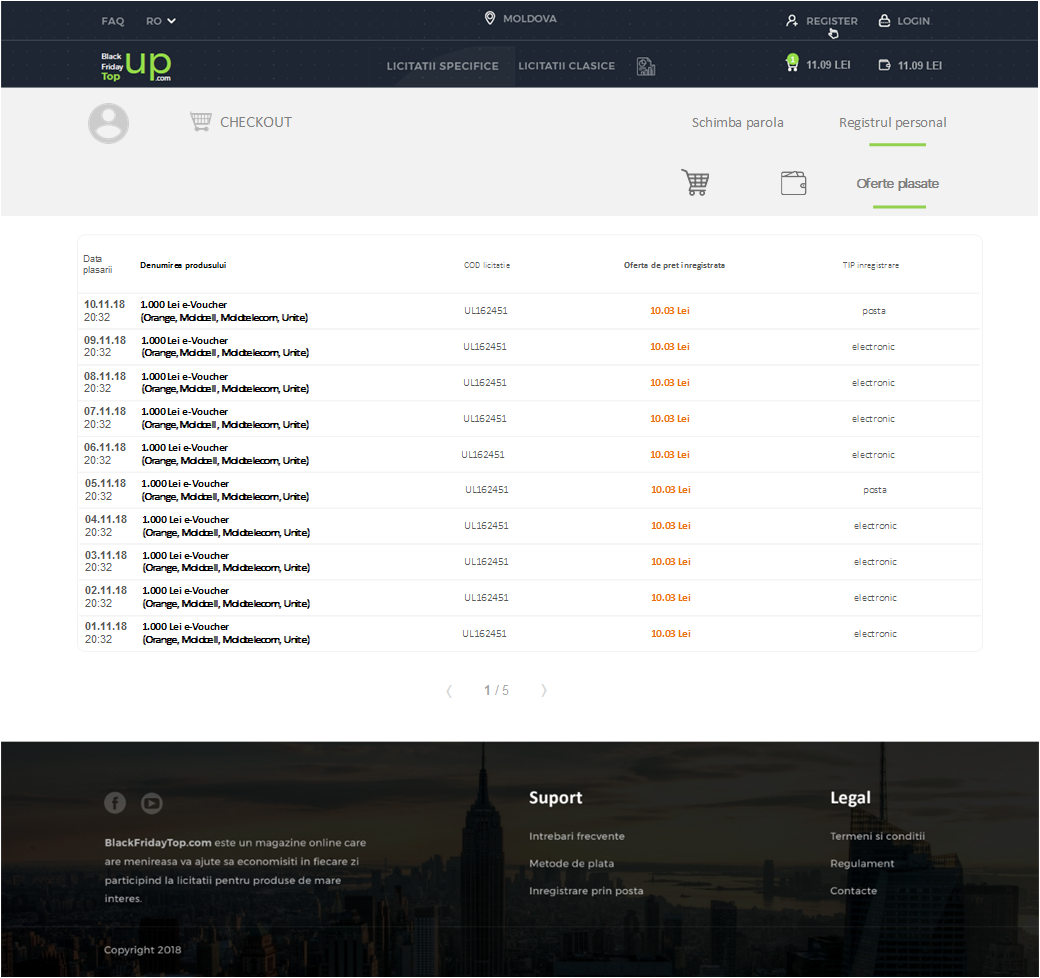 FAQ RO MOLDOVA REGISTER LOGIN
Black
Friday
Top
up
.com
LICITATII SPECIFICE LICITATII CLASICE 1 11.09 LEI 11.09 LEI
CHECKOUT Schimba parola Registrul personal
Oferte plasate
Data
plasarii
Denumirea produsului COD licitatie Oferta de pret inregistrata TIP inregistrare
10.11.18 1.000 Lei e-Voucher
20:32 (Orange, Moldcell, Moldtelecom, Unite) UL162451 10.03 Lei posta
09.11.18 1.000 Lei e-Voucher
20:32 (Orange, Moldcell, Moldtelecom, Unite) UL162451 10.03 Lei electronic
08.11.18 1.000 Lei e-Voucher
20:32 (Orange, Moldcell, Moldtelecom, Unite) UL162451 10.03 Lei electronic
07.11.18 1.000 Lei e-Voucher
20:32 (Orange, Moldcell, Moldtelecom, Unite) UL162451 10.03 Lei electronic
06.11.18 1.000 Lei e-Voucher
20:32 (Orange, Moldcell, Moldtelecom, Unite) UL162451 10.03 Lei electronic
05.11.18 1.000 Lei e-Voucher
20:32 (Orange, Moldcell, Moldtelecom, Unite) UL162451 10.03 Lei posta
04.11.18 1.000 Lei e-Voucher
20:32 (Orange, Moldcell, Moldtelecom, Unite) UL162451 10.03 Lei electronic
03.11.18 1.000 Lei e-Voucher
20:32 (Orange, Moldcell, Moldtelecom, Unite) UL162451 10.03 Lei electronic
02.11.18 1.000 Lei e-Voucher
20:32 (Orange, Moldcell, Moldtelecom, Unite) UL162451 10.03 Lei electronic
01.11.18 1.000 Lei e-Voucher
20:32 (Orange, Moldcell, Moldtelecom, Unite) UL162451 10.03 Lei electronic
1 / 5
BlackFridayTop.com este un magazine online care
are menireasa va ajute sa economisiti in fiecare zi
participind la licitatii pentru produse de mare
interes.
Copyright 2018
Suport
Intrebari frecvente
Metode de plata
Inregistrare prin posta
Legal
Termeni si conditii
Regulament
Contacte